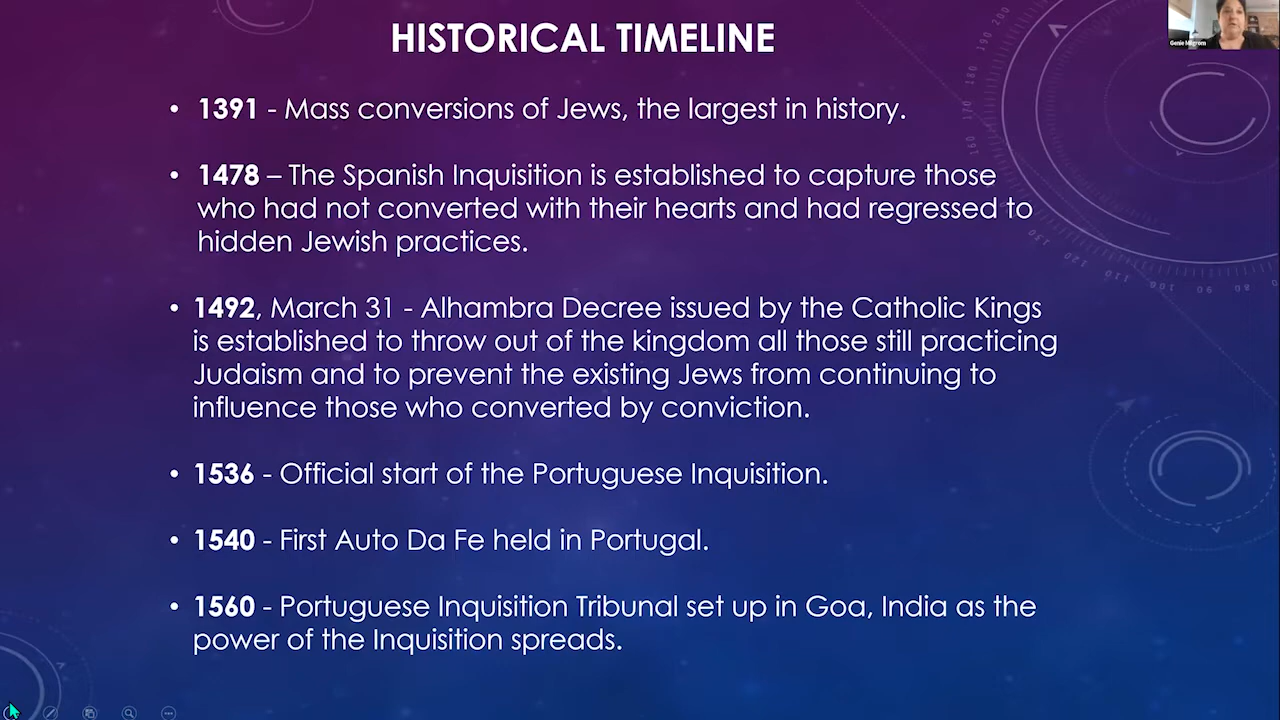 HISTORICAL TIMELINE
Genie Milgrom
• 1391 - Mass conversions of Jews, the largest in history.
• 1478 – The Spanish Inquisition is established to capture those
who had not converted with their hearts and had regressed to
hidden Jewish practices.
• 1492, March 31 - Alhambra Decree issued by the Catholic Kings
is established to throw out of the kingdom all those still practicing
Judaism and to prevent the existing Jews from continuing to
influence those who converted by conviction.
• 1536 - Official start of the Portuguese Inquisition.
• 1540 - First Auto Da Fe held in Portugal.
• 1560 - Portuguese Inquisition Tribunal set up in Goa, India as the
power of the Inquisition spreads.